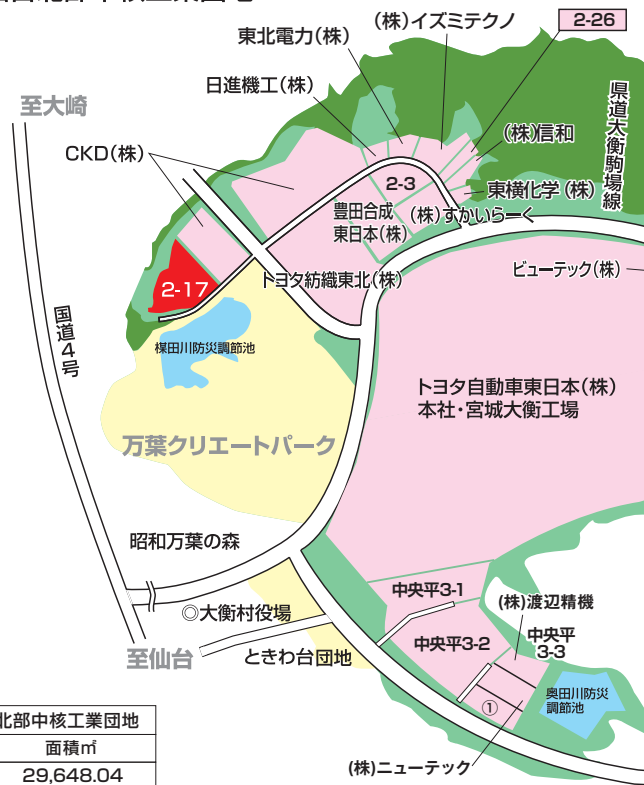 北部中核工業団地
2-26
(株)イズミテクノ
東北電力(株)
日進機工(株)
至大崎
CKD(株)
県道大衡駒場線
(株)信和
2-3
東横化学(株)
豊田合成
東日本(株)
(株)すかいらーく
トヨタ紡織東北(株)
ビューテック(株)
2-17
国道4号
楳田川防災調節池
トヨタ自動車東日本(株)
本社・宮城大衡工場
万葉クリエートパーク
昭和万葉の森
中央平3-1
(株)渡辺精機
◎大衡村役場
中央平3-2
中央平
3-3
至仙台
ときわ台団地
奥田川防災
調節池
①
(株)ニューテック
北部中核工業団地
面積㎡
29,648.04